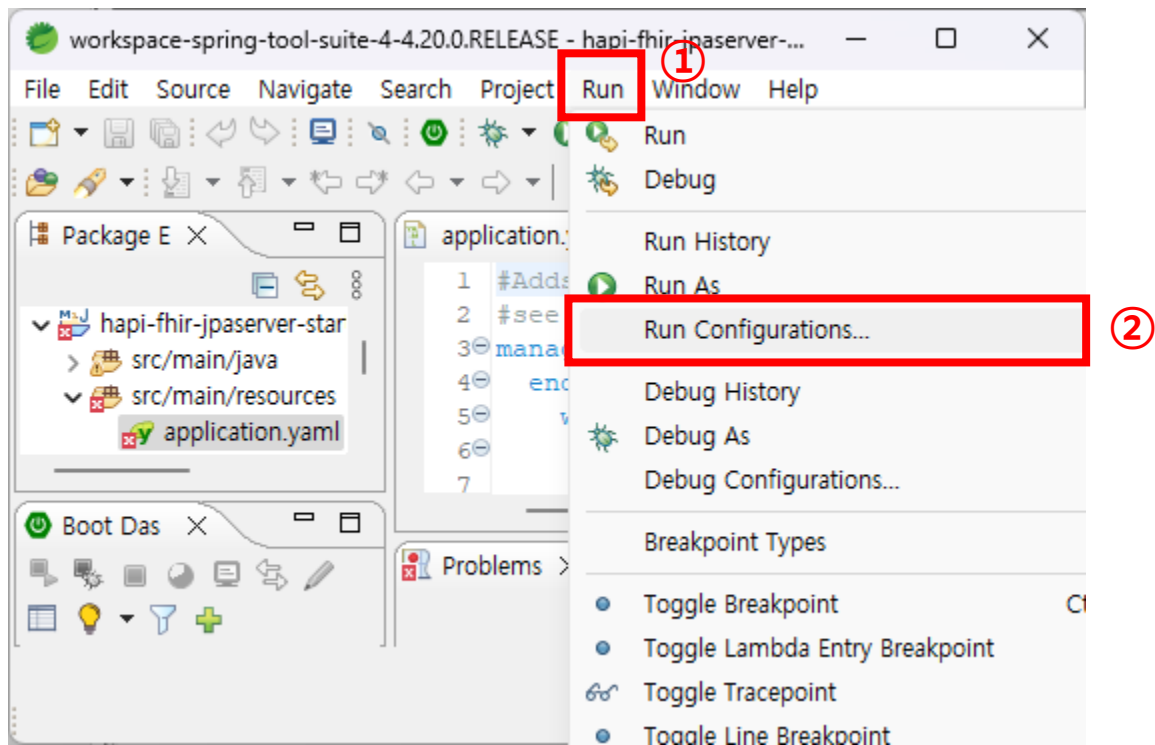 workspace-spring-tool-suite-4-4.20.0.RELEASE - hapi-fhir-jpaserver-...
①
File Edit Source Navigate Search Project Run Window Help
Run
Debug
Package E
application.
Run History
1 #Adds
Run As
hapi-fhir-jpaserver-star
2 #see
Run Configurations...
②
src/main/java
3 manag
src/main/resources
4 end
Debug History
application.yaml
5
Debug As
6
7
Debug Configurations...
Boot Das
Breakpoint Types
Problems
Toggle Breakpoint
Toggle Lambda Entry Breakpoint
Toggle Tracepoint
Toggle Line Breakpoint